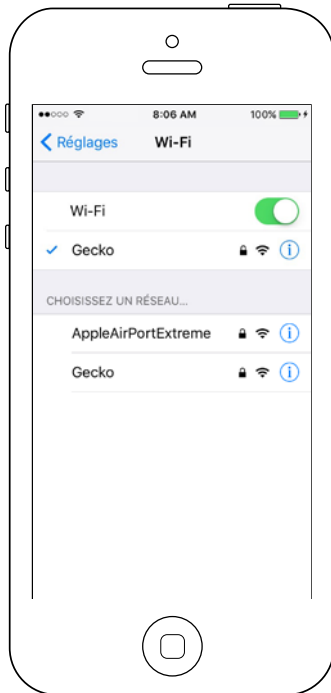 8:06 AM 100%
Réglages Wi-Fi
Wi-Fi
Gecko
CHOISISSEZ UN RÉSEAU...
AppleAirPortExtreme
Gecko